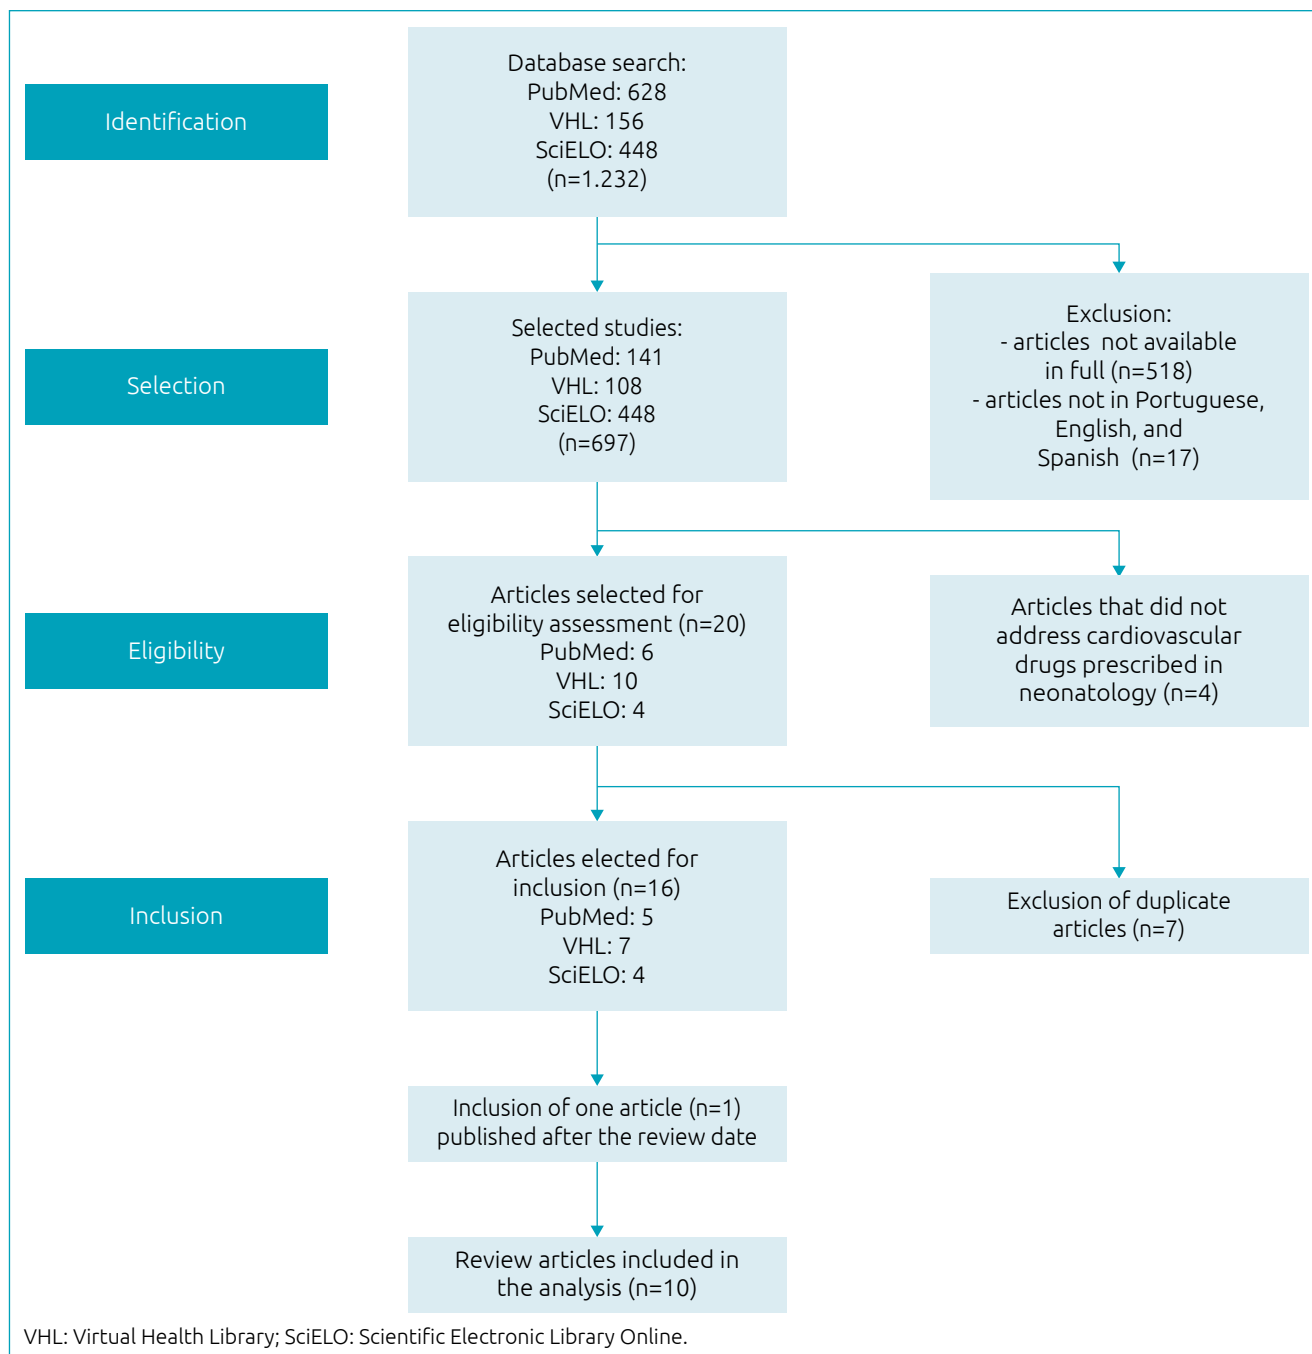 Identification
Database search:
PubMed: 628
VHL: 156
SciELO: 448
(n=1.232)
Selection
Selected studies:
PubMed: 141
VHL: 108
SciELO: 448
(n=697)
Exclusion:
- articles not available
in full (n=518)
- articles not in Portuguese,
English, and
Spanish (n=17)
Eligibility
Articles selected for
eligibility assessment (n=20)
PubMed: 6
VHL: 10
SciELO: 4
Articles that did not
address cardiovascular
drugs prescribed in
neonatology (n=4)
Inclusion
Articles elected for
inclusion (n=16)
PubMed: 5
VHL: 7
SciELO: 4
Exclusion of duplicate
articles (n=7)
Inclusion of one article (n=1)
published after the review date
Review articles included in
the analysis (n=10)
VHL: Virtual Health Library; SciELO: Scientific Electronic Library Online.